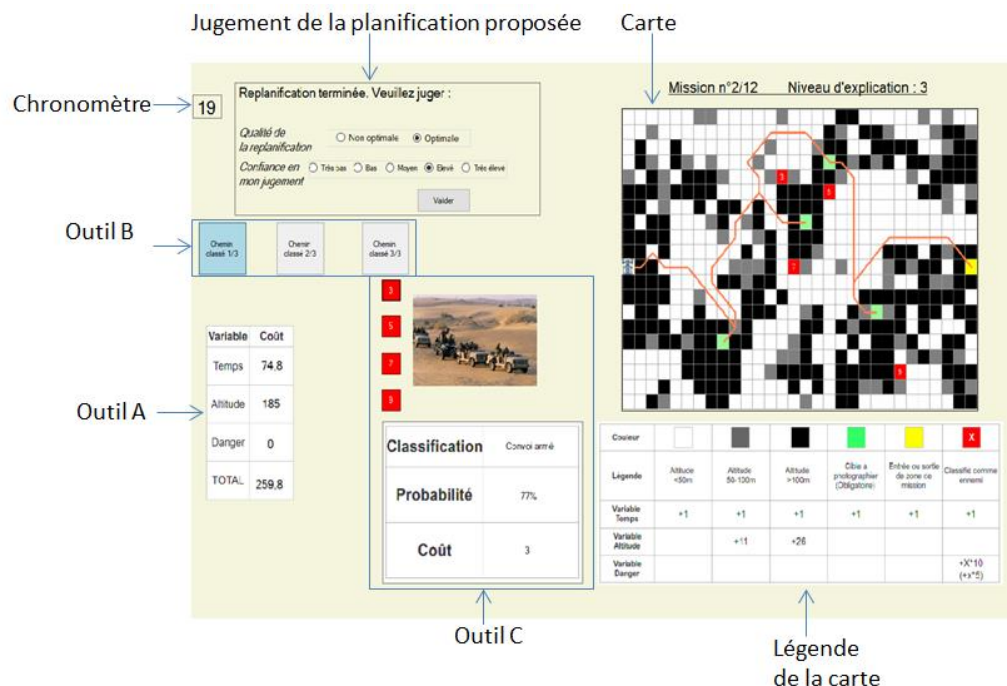 Jugement de la planification proposée
Carte
Chronomètre
19
Replanification terminée. Veuillez juger :
Qualité de
la replanification
Non optimale
Optimale
Confiance en
mon jugement
Très bas
Bas
Moyen
Elevé
Très élevé
Valider
Mission n°2/12 Niveau d'explication : 3
Outil B
Chemin
classé 1/3
Chemin
classé 2/3
Chemin
classé 3/3
3
5
7
9
3
5
7
9
Outil A
Variable Coût
Temps 74,8
Altitude 185
Danger 0
TOTAL 259,8
Classification Convoi armé
Probabilité 77%
Coût 3
Couleur X
Légende
Altitude
<50m
Altitude
50-100m
Altitude
>100m
Cible à
photographier
(Obligatoire)
Entrée ou sortie
de zone de
mission
Classifié comme
ennemi
Variable
Temps
+1 +1 +1 +1 +1 +1
Variable
Altitude
+11 +26
Variable
Danger
+X*10
(+x*5)
Outil C
Légende
de la carte